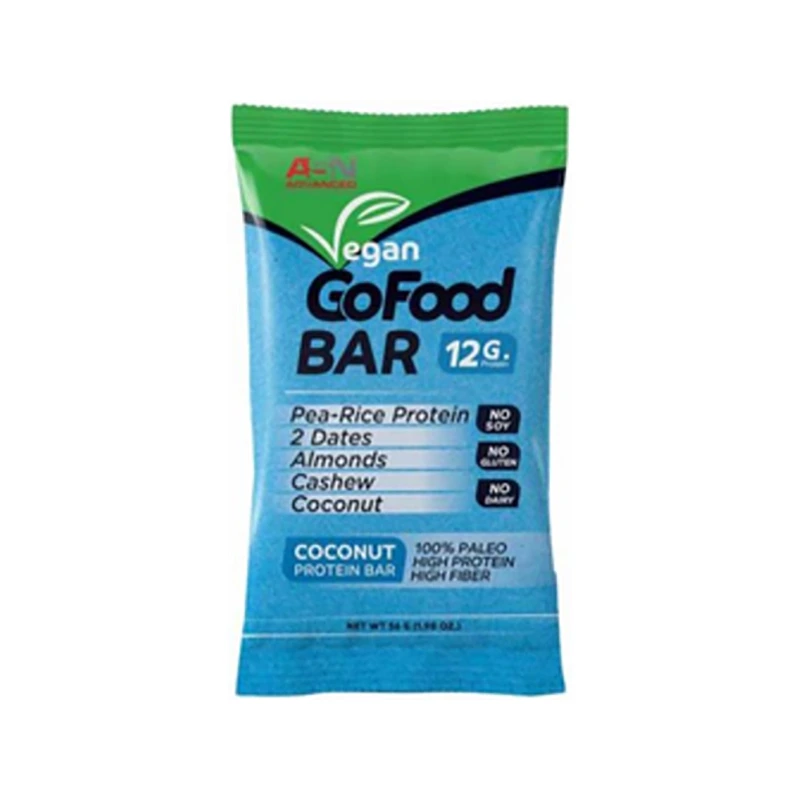 ADVANCED
Vegan
GoFood
BAR
12G.
Protein
Pea-Rice Protein
2 Dates
Almonds
Cashew
Coconut
NO
SOY
NO
GLUTEN
NO
DAIRY
COCONUT
PROTEIN BAR
100% PALEO
HIGH PROTEIN
HIGH FIBER
NET WT 56 G (1.98 OZ.)